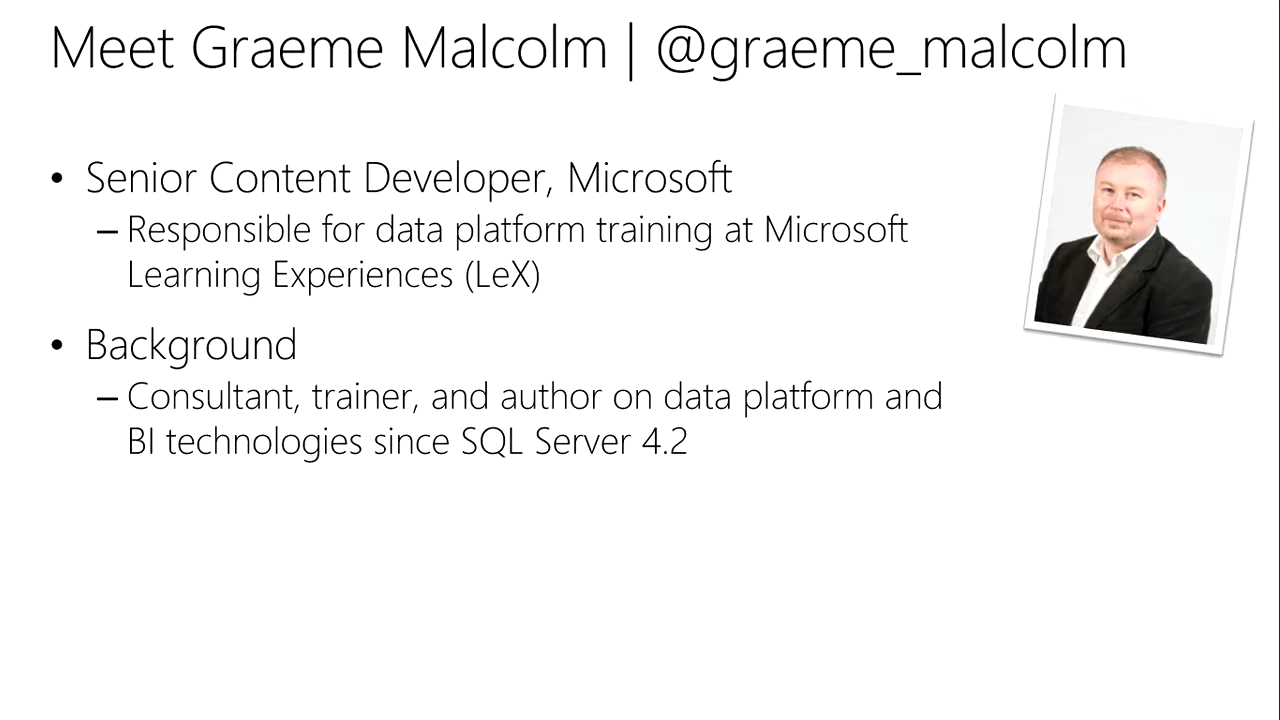 Meet Graeme Malcolm | @graeme_malcolm
• Senior Content Developer, Microsoft
– Responsible for data platform training at Microsoft
Learning Experiences (LeX)
• Background
– Consultant, trainer, and author on data platform and
BI technologies since SQL Server 4.2